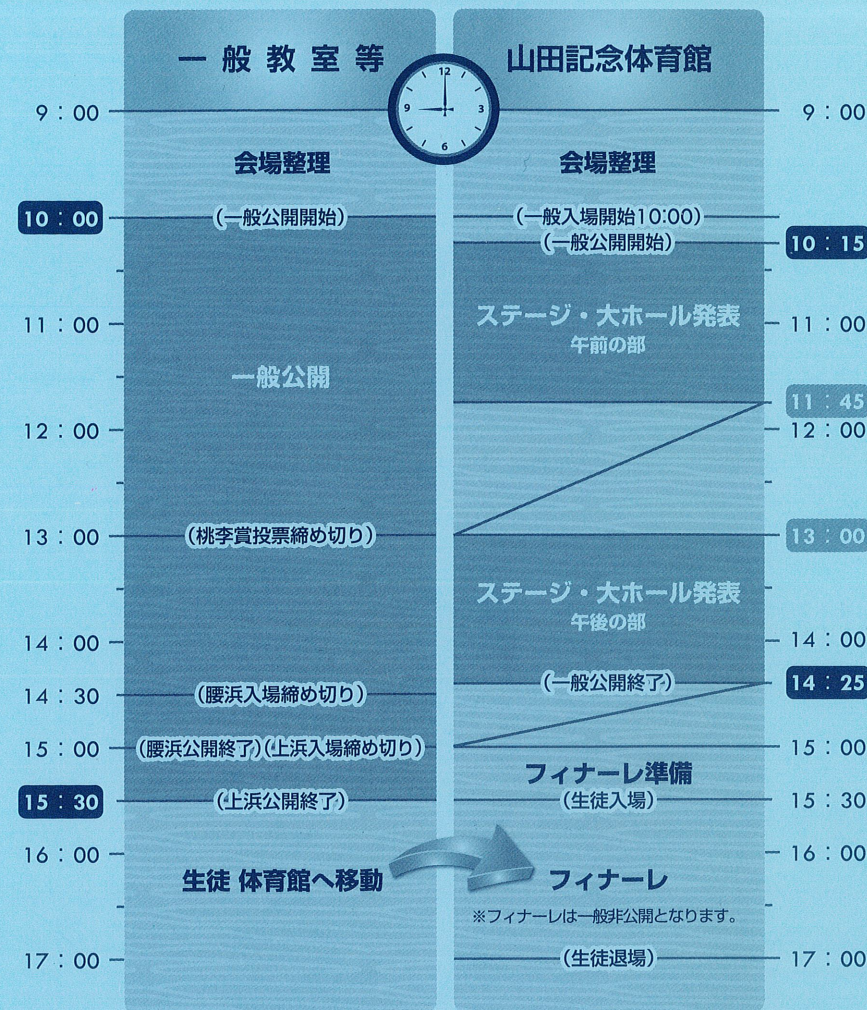 一般教室等
山田記念体育館
12
9
3
6
9：00
9：00
会場整理
会場整理
10：00
（一般公開開始）
（一般入場開始10:00）
（一般公開開始）
10：15
ステージ・大ホール発表
午前の部
11：00
11：00
一般公開
11：45
12：00
12：00
13：00
（桃李賞投票締め切り）
13：00
ステージ・大ホール発表
午後の部
14：00
14：00
（一般公開終了）
14：25
14：30
（腰浜入場締め切り）
15：00
（腰浜公開終了）（上浜入場締め切り）
15：00
フィナーレ準備
15：30
（上浜公開終了）
（生徒入場）
15：30
16：00
16：00
生徒 体育館へ移動
フィナーレ
※フィナーレは一般非公開となります。
17：00
（生徒退場）
17：00